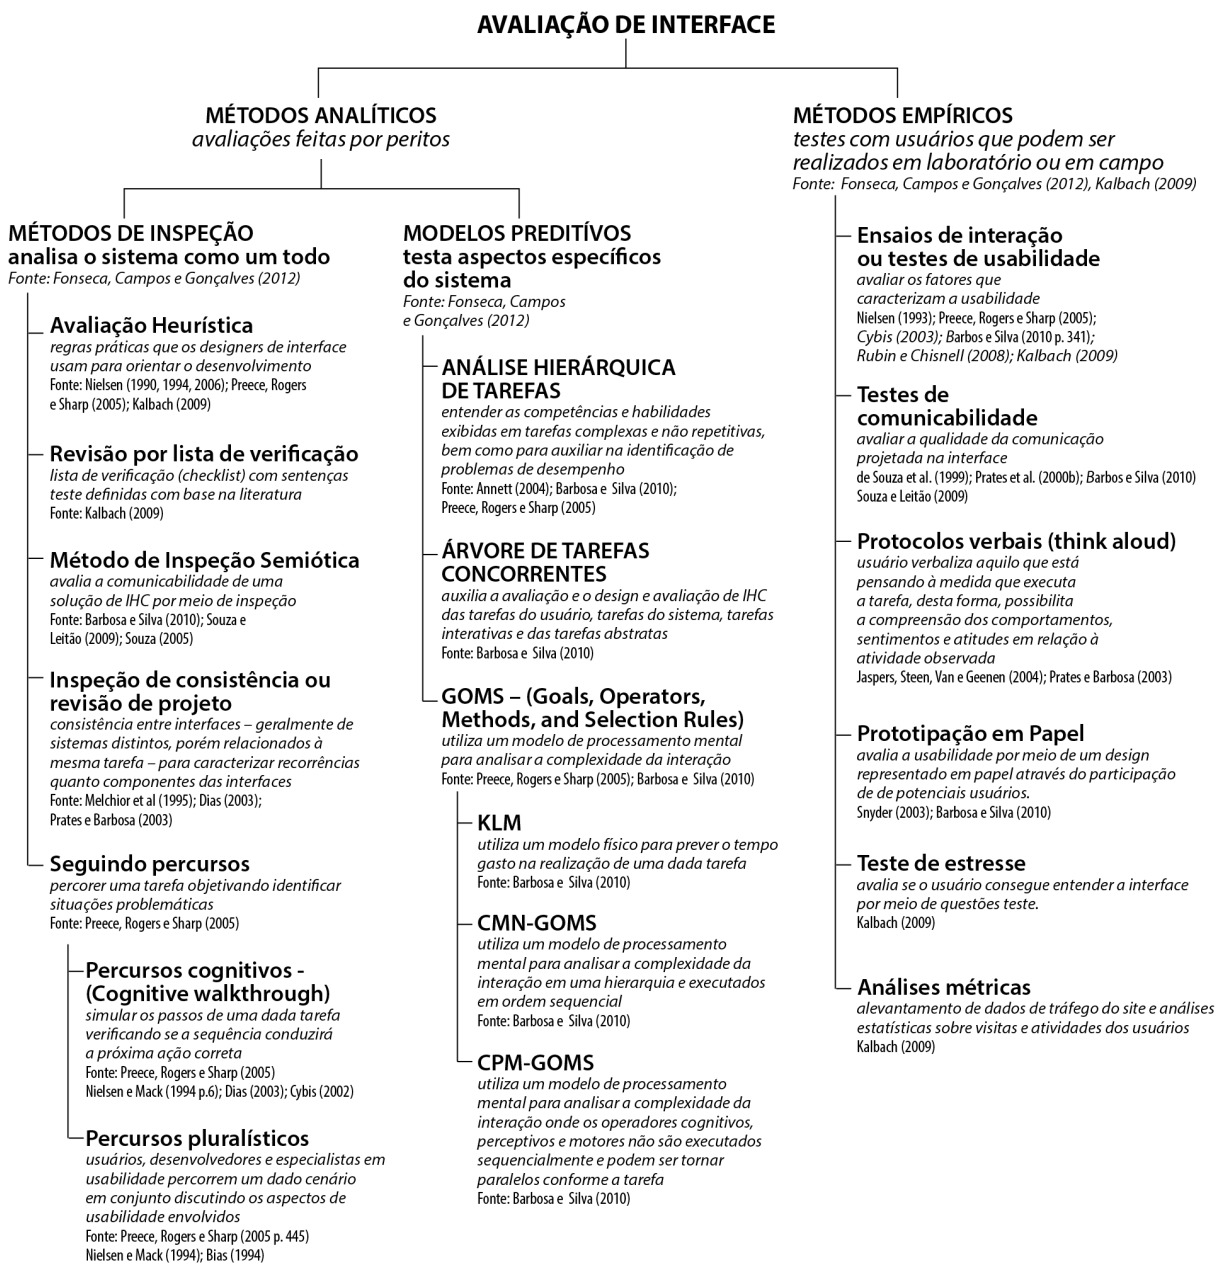 AVALIAÇÃO DE INTERFACE
MÉTODOS ANALÍTICOS
avaliações feitas por peritos
MÉTODOS DE INSPEÇÃO
analisa o sistema como um todo
Fonte: Fonseca, Campos e Gonçalves (2012)
Avaliação Heurística
regras práticas que os designers de interface
usam para orientar o desenvolvimento
Fonte: Nielsen (1990, 1994, 2006); Preece, Rogers
e Sharp (2005); Kalbach (2009)
Revisão por lista de verificação
lista de verificação (checklist) com sentenças
teste definidas com base na literatura
Fonte: Kalbach (2009)
Método de Inspeção Semiótica
avalia a comunicabilidade de uma
solução de IHC por meio de inspeção
Fonte: Barbosa e Silva (2010); Souza e
Leitão (2009); Souza (2005)
Inspeção de consistência ou
revisão de projeto
consistência entre interfaces – geralmente de
sistemas distintos, porém relacionados à
mesma tarefa – para caracterizar recorrências
quanto componentes das interfaces
Fonte: Melchior et al (1995); Dias (2003);
Prates e Barbosa (2003)
Seguindo percursos
percorer uma tarefa objetivando identificar
situações problemáticas
Fonte: Preece, Rogers e Sharp (2005)
Percursos cognitivos -
(Cognitive walkthrough)
simular os passos de uma dada tarefa
verificando se a sequência conduzirá
a próxima ação correta
Fonte: Preece, Rogers e Sharp (2005)
Nielsen e Mack (1994 p.6); Dias (2003); Cybis (2002)
Percursos pluralísticos
usuários, desenvolvedores e especialistas em
usabilidade percorrem um dado cenário
em conjunto discutindo os aspectos de
usabilidade envolvidos
Fonte: Preece, Rogers e Sharp (2005 p. 445)
Nielsen e Mack (1994); Bias (1994)
MODELOS PREDITÍVOS
testa aspectos específicos
do sistema
Fonte: Fonseca, Campos
e Gonçalves (2012)
ANÁLISE HIERÁRQUICA
DE TAREFAS
entender as competências e habilidades
exibidas em tarefas complexas e não repetitivas,
bem como para auxiliar na identificação de
problemas de desempenho
Fonte: Annett (2004); Barbosa e Silva (2010);
Preece, Rogers e Sharp (2005)
ÁRVORE DE TAREFAS
CONCORRENTES
auxilia a avaliação e o design e avaliação de IHC
das tarefas do usuário, tarefas do sistema, tarefas
interativas e das tarefas abstratas
Fonte: Barbosa e Silva (2010)
GOMS – (Goals, Operators,
Methods, and Selection Rules)
utiliza um modelo de processamento mental
para analisar a complexidade da interação
Fonte: Preece, Rogers e Sharp (2005); Barbosa e Silva (2010)
KLM
utiliza um modelo físico para prever o tempo
gasto na realização de uma dada tarefa
Fonte: Barbosa e Silva (2010)
CMN-GOMS
utiliza um modelo de processamento
mental para analisar a complexidade da
interação em uma hierarquia e executados
em ordem sequencial
Fonte: Barbosa e Silva (2010)
CPM-GOMS
utiliza um modelo de processamento
mental para analisar a complexidade da
interação onde os operadores cognitivos,
perceptivos e motores não são executados
sequencialmente e podem ser tornar
paralelos conforme a tarefa
Fonte: Barbosa e Silva (2010)
MÉTODOS EMPÍRICOS
testes com usuários que podem ser
realizados em laboratório ou em campo
Fonte: Fonseca, Campos e Gonçalves (2012), Kalbach (2009)
Ensaios de interação
ou testes de usabilidade
avaliar os fatores que
caracterizam a usabilidade
Nielsen (1993); Preece, Rogers e Sharp (2005);
Cybis (2003); Barbos e Silva (2010 p. 341);
Rubin e Chisnell (2008); Kalbach (2009)
Testes de
comunicabilidade
avaliar a qualidade da comunicação
projetada na interface
de Souza et al. (1999); Prates et al. (2000b); Barbos e Silva (2010)
Souza e Leitão (2009)
Protocolos verbais (think aloud)
usuário verbaliza aquilo que está
pensando à medida que executa
a tarefa, desta forma, possibilita
a compreensão dos comportamentos,
sentimentos e atitudes em relação à
atividade observada
Jaspers, Steen, Van e Geenen (2004); Prates e Barbosa (2003)
Prototipação em Papel
avalia a usabilidade por meio de um design
representado em papel através do participação
de de potenciais usuários.
Snyder (2003); Barbosa e Silva (2010)
Teste de estresse
avalia se o usuário consegue entender a interface
por meio de questões teste.
Kalbach (2009)
Análises métricas
alevantamento de dados de tráfego do site e análises
estatísticas sobre visitas e atividades dos usuários
Kalbach (2009)